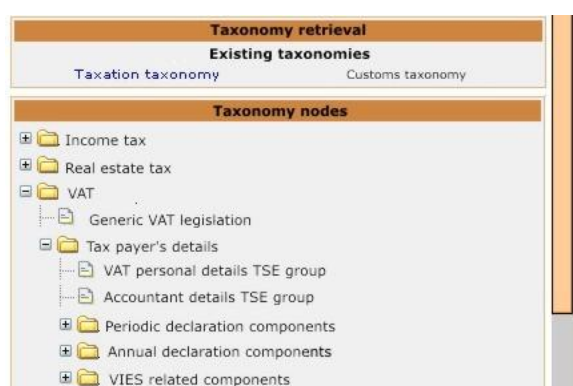 Taxonomy retrieval
Existing taxonomies
Taxation taxonomy Customs taxonomy
Taxonomy nodes
Income tax
Real estate tax
VAT
Generic VAT legislation
Tax payer's details
VAT personal details TSE group
Accountant details TSE group
Periodic declaration components
Annual declaration components
VIES related components